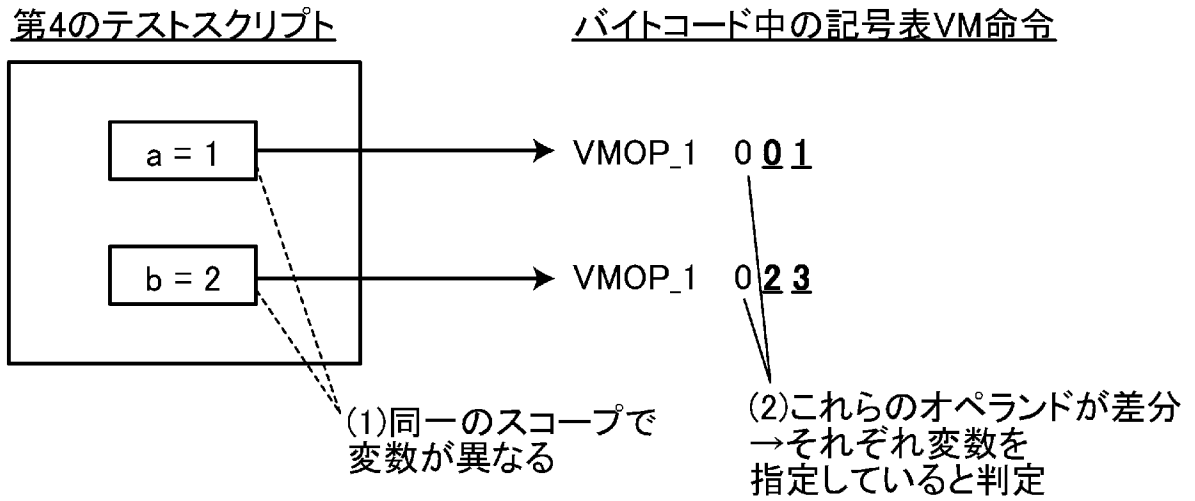 第4のテストスクリプト
バイトコード中の記号表VM命令
a = 1
VMOP_1 0 0 1
b = 2
VMOP_1 0 2 3
(1)同一のスコープで
変数が異なる
(2)これらのオペランドが差分
→それぞれ変数を
指定していると判定